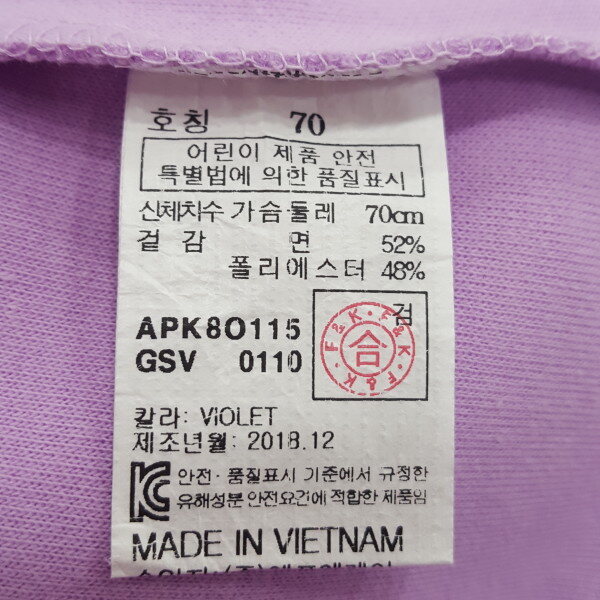 호칭 70
어린이 제품 안전
특별법에 의한 품질표시
신체치수 가슴둘레 70cm
겉감 면 52%
폴리에스터 48%
APK8O115
GSV 0110
검
F&K·F&K·F&K·
合
칼라: VIOLET
제조년월: 2018.12
안전·품질표시 기준에서 규정한
유해성분 안전요건에 적합한 제품임
MADE IN VIETNAM